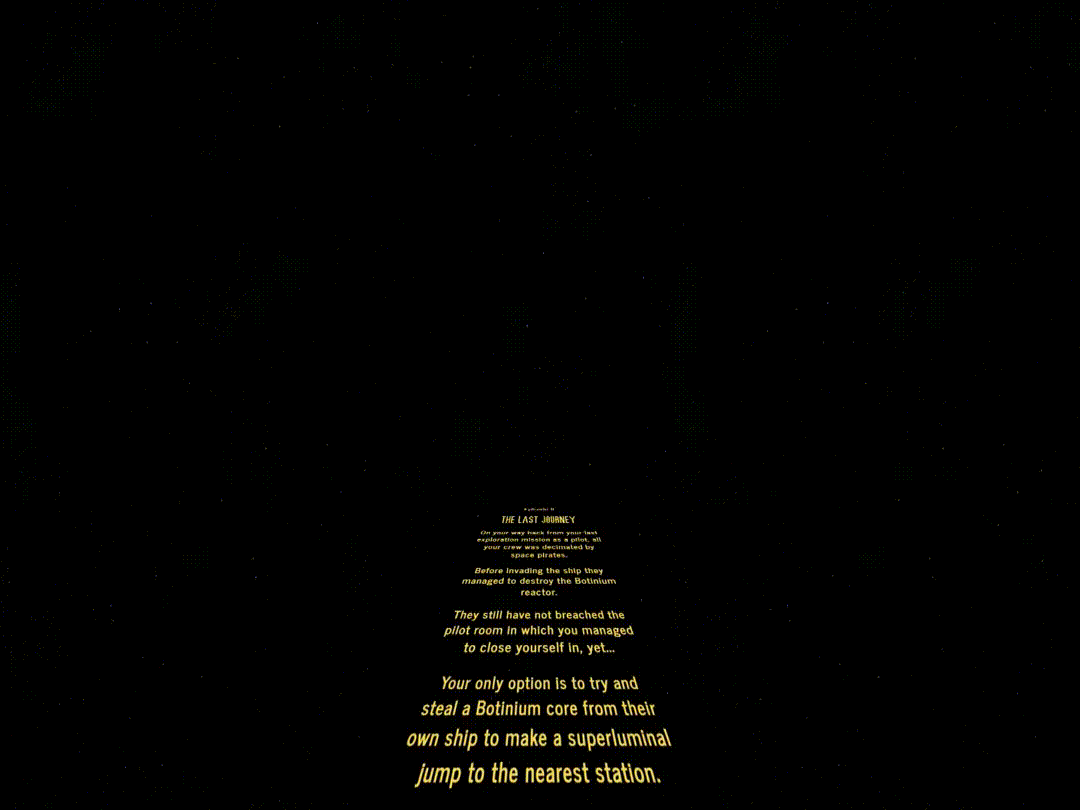 THE LAST JOURNEY
On your way back from your last
exploration mission as a pilot, all
your crew was decimated by
space pirates.
Before invading the ship they
managed to destroy the Botinium
reactor.
They still have not breached the
pilot room in which you managed
to close yourself in, yet...
Your only option is to try and
steal a Botinium core from their
own ship to make a superluminal
jump to the nearest station.